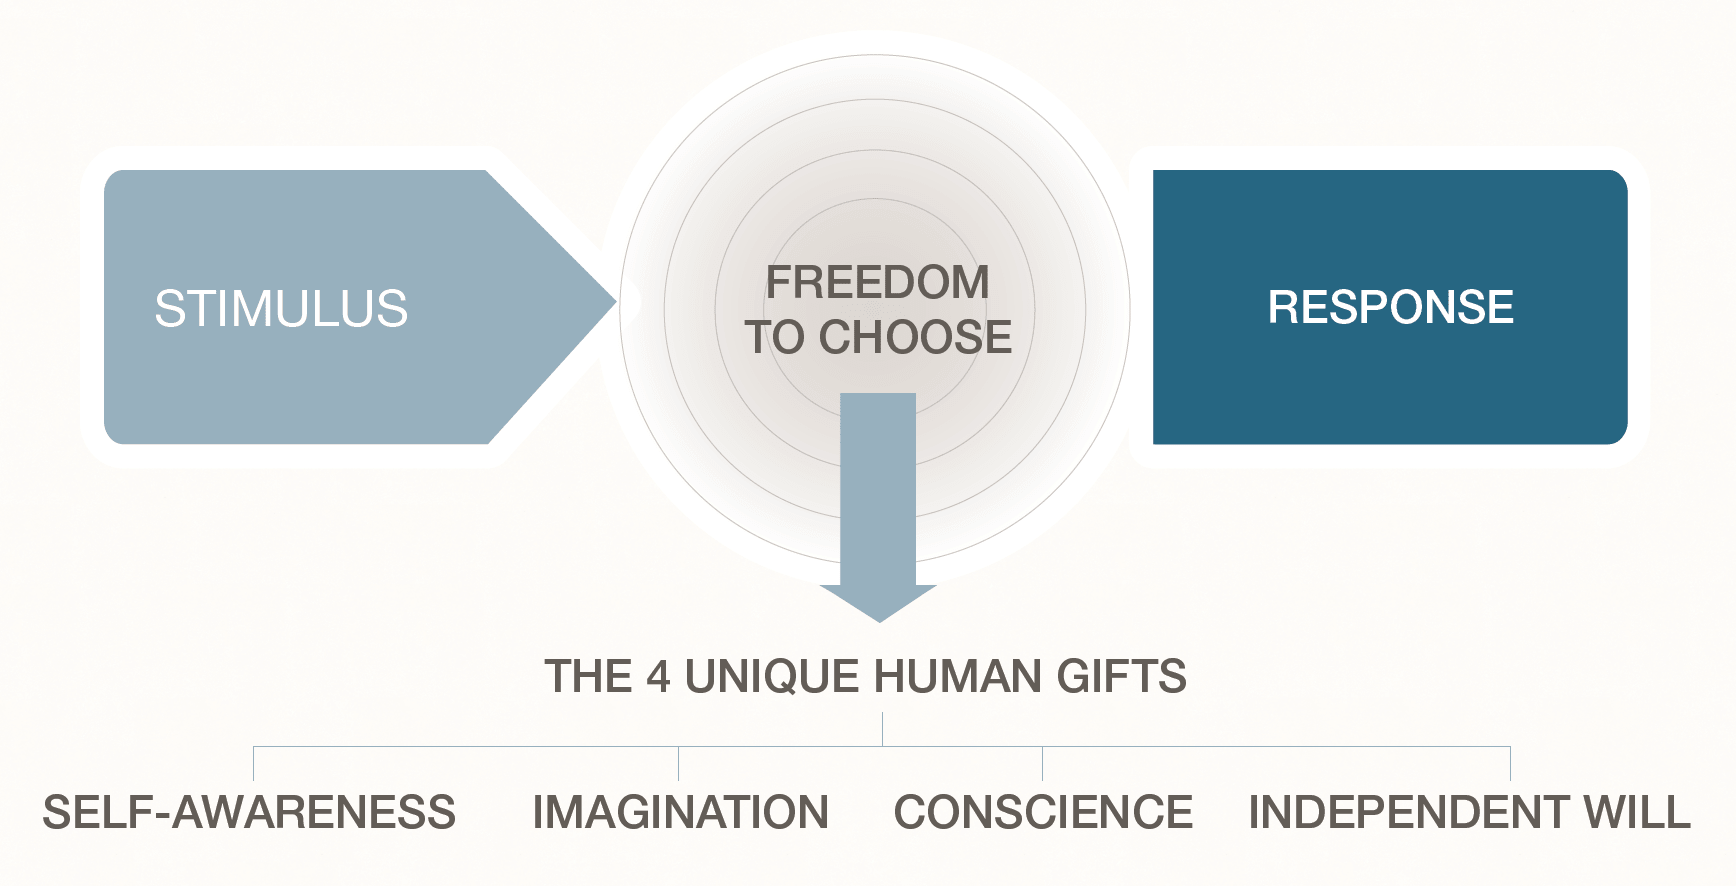 STIMULUS
FREEDOM
TO CHOOSE
RESPONSE
THE 4 UNIQUE HUMAN GIFTS
SELF-AWARENESS
IMAGINATION
CONSCIENCE
INDEPENDENT WILL